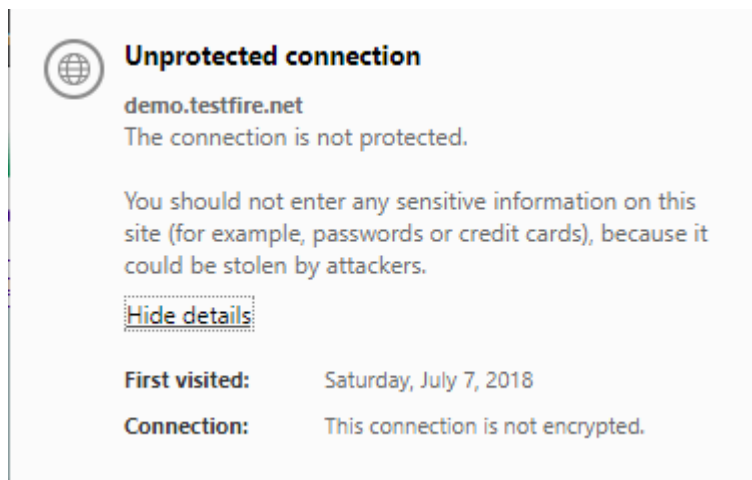 Unprotected connection
demo.testfire.net
The connection is not protected.
You should not enter any sensitive information on this
site (for example, passwords or credit cards), because it
could be stolen by attackers.
Hide details
First visited: Saturday, July 7, 2018
Connection: This connection is not encrypted.